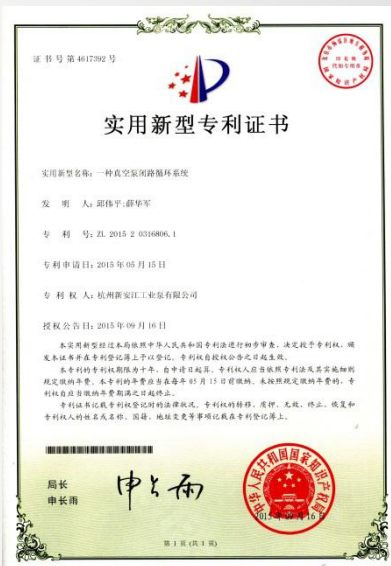 证书号第4617392号
实用新型专利证书
实用新型名称：一种真空泵闭路循环系统
发 明 人：邱伟平;薛华军
专 利 号：ZL 2015 2 0316806.1
专利申请日：2015年05月15日
专 利 权 人：杭州新安江工业泵有限公司
授权公告日：2015年09月16日
本实用新型经过本局依照中华人民共和国专利法进行初步审查，决定授予专利权，颁
发本证书并在专利登记簿上予以登记。专利权自授权公告之日起生效。
本专利的专利权期限为十年，自申请日起算。专利权人应当依照专利法及其实施细则
规定缴纳年费。本专利的年费应当在每年05月15日前缴纳。未按照规定缴纳年费的，专
利权自应当缴纳年费期满之日起终止。
专利证书记载专利权登记时的法律状况。专利权的转移、质押、无效、终止、恢复和
专利权人的姓名或名称、国籍、地址变更等事项记载在专利登记簿上。
局长
申长雨
申长雨
中华人民共和国国家知识产权局
2015年09月16日
第1页(共1页)